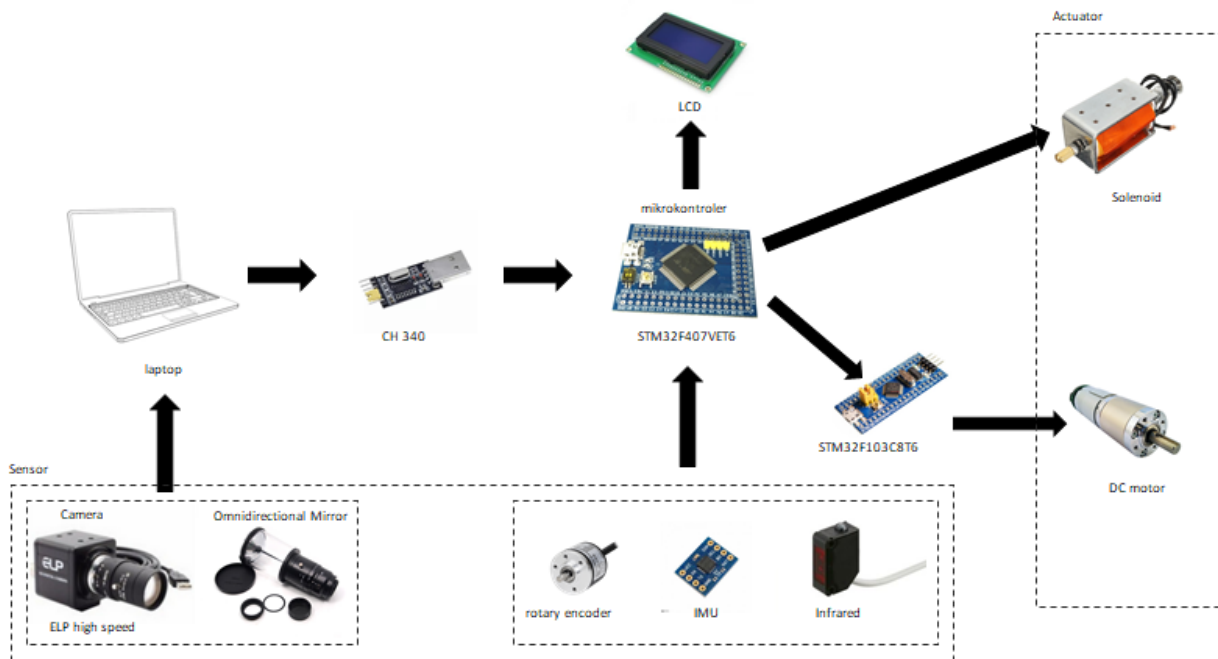 Actuator
LCD
Solenoid
mikrokontroler
STM32F407VET6
CH 340
laptop
STM32F103C8T6
DC motor
Sensor
Camera
Omnidirectional Mirror
ELP
ELP high speed
rotary encoder
IMU
Infrared